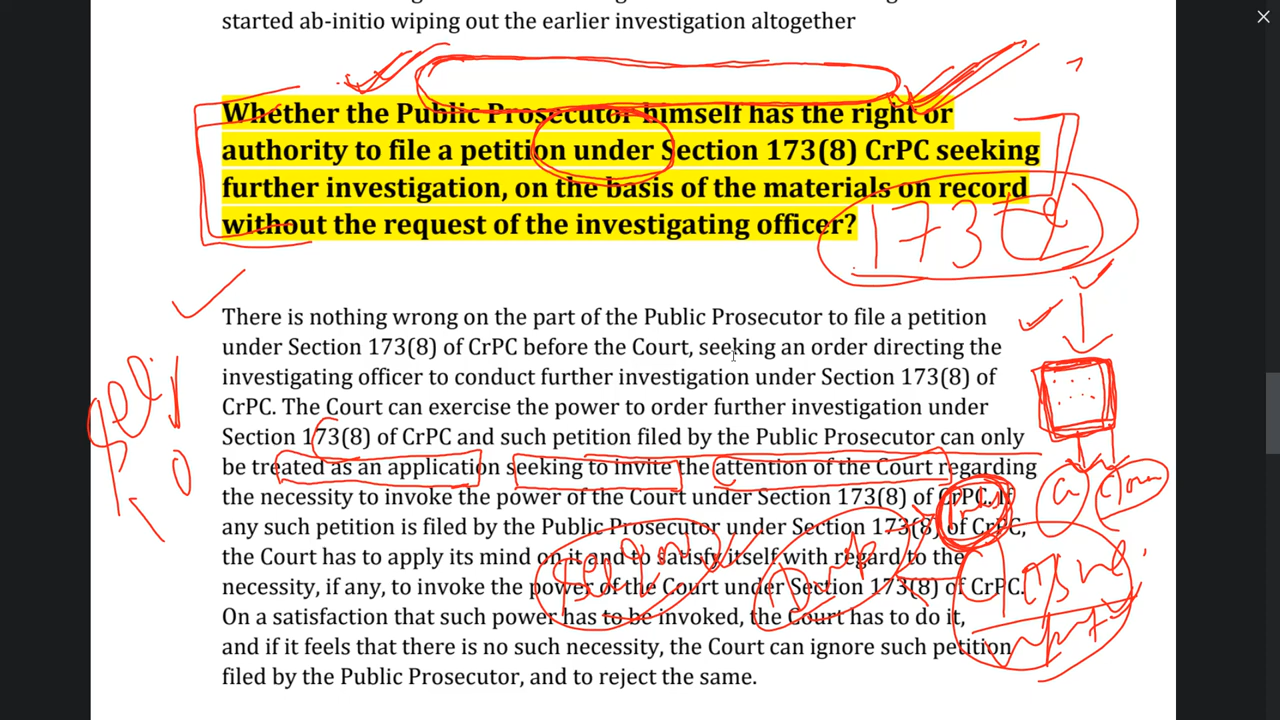 started ab-initio wiping out the earlier investigation altogether
Whether the Public Prosecutor himself has the right or
authority to file a petition under Section 173(8) CrPC seeking
further investigation, on the basis of the materials on record
without the request of the investigating officer?
173
There is nothing wrong on the part of the Public Prosecutor to file a petition
under Section 173(8) of CrPC before the Court, seeking an order directing the
investigating officer to conduct further investigation under Section 173(8) of
CrPC. The Court can exercise the power to order further investigation under
Section 173(8) of CrPC and such petition filed by the Public Prosecutor can only
be treated as an application seeking to invite the attention of the Court regarding
the necessity to invoke the power of the Court under Section 173(8) of CrPC. If
any such petition is filed by the Public Prosecutor under Section 173(8) of CrPC,
the Court has to apply its mind on it and to satisfy itself with regard to the
necessity, if any, to invoke the power of the Court under Section 173(8) of CrPC.
On a satisfaction that such power has to be invoked, the Court has to do it,
and if it feels that there is no such necessity, the Court can ignore such petition
filed by the Public Prosecutor, and to reject the same.